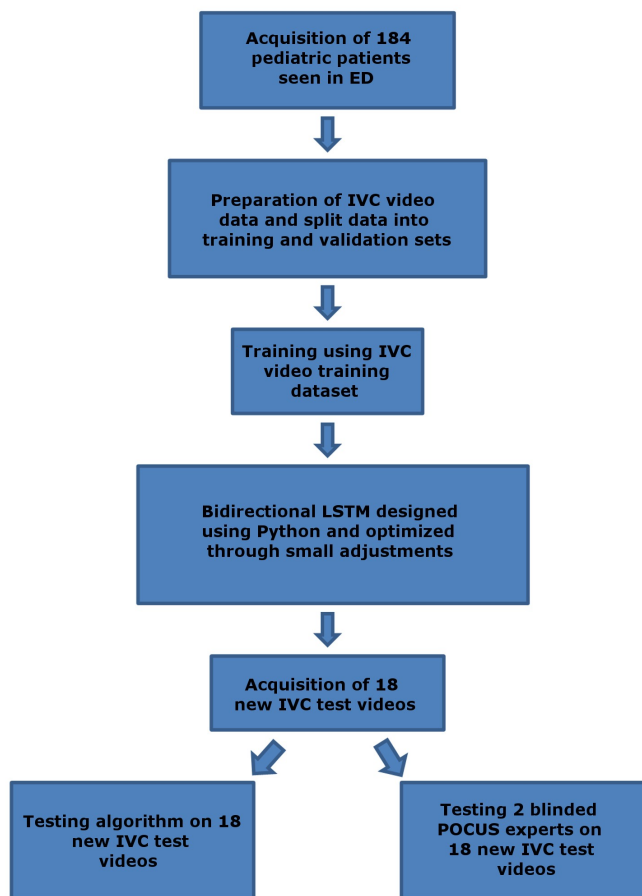 Acquisition of 184
pediatric patients
seen in ED
Preparation of IVC video
data and split data into
training and validation sets
Training using IVC
video training
dataset
Bidirectional LSTM designed
using Python and optimized
through small adjustments
Acquisition of 18
new IVC test videos
Testing algorithm on 18
new IVC test
videos
Testing 2 blinded
POCUS experts on
18 new IVC test
videos